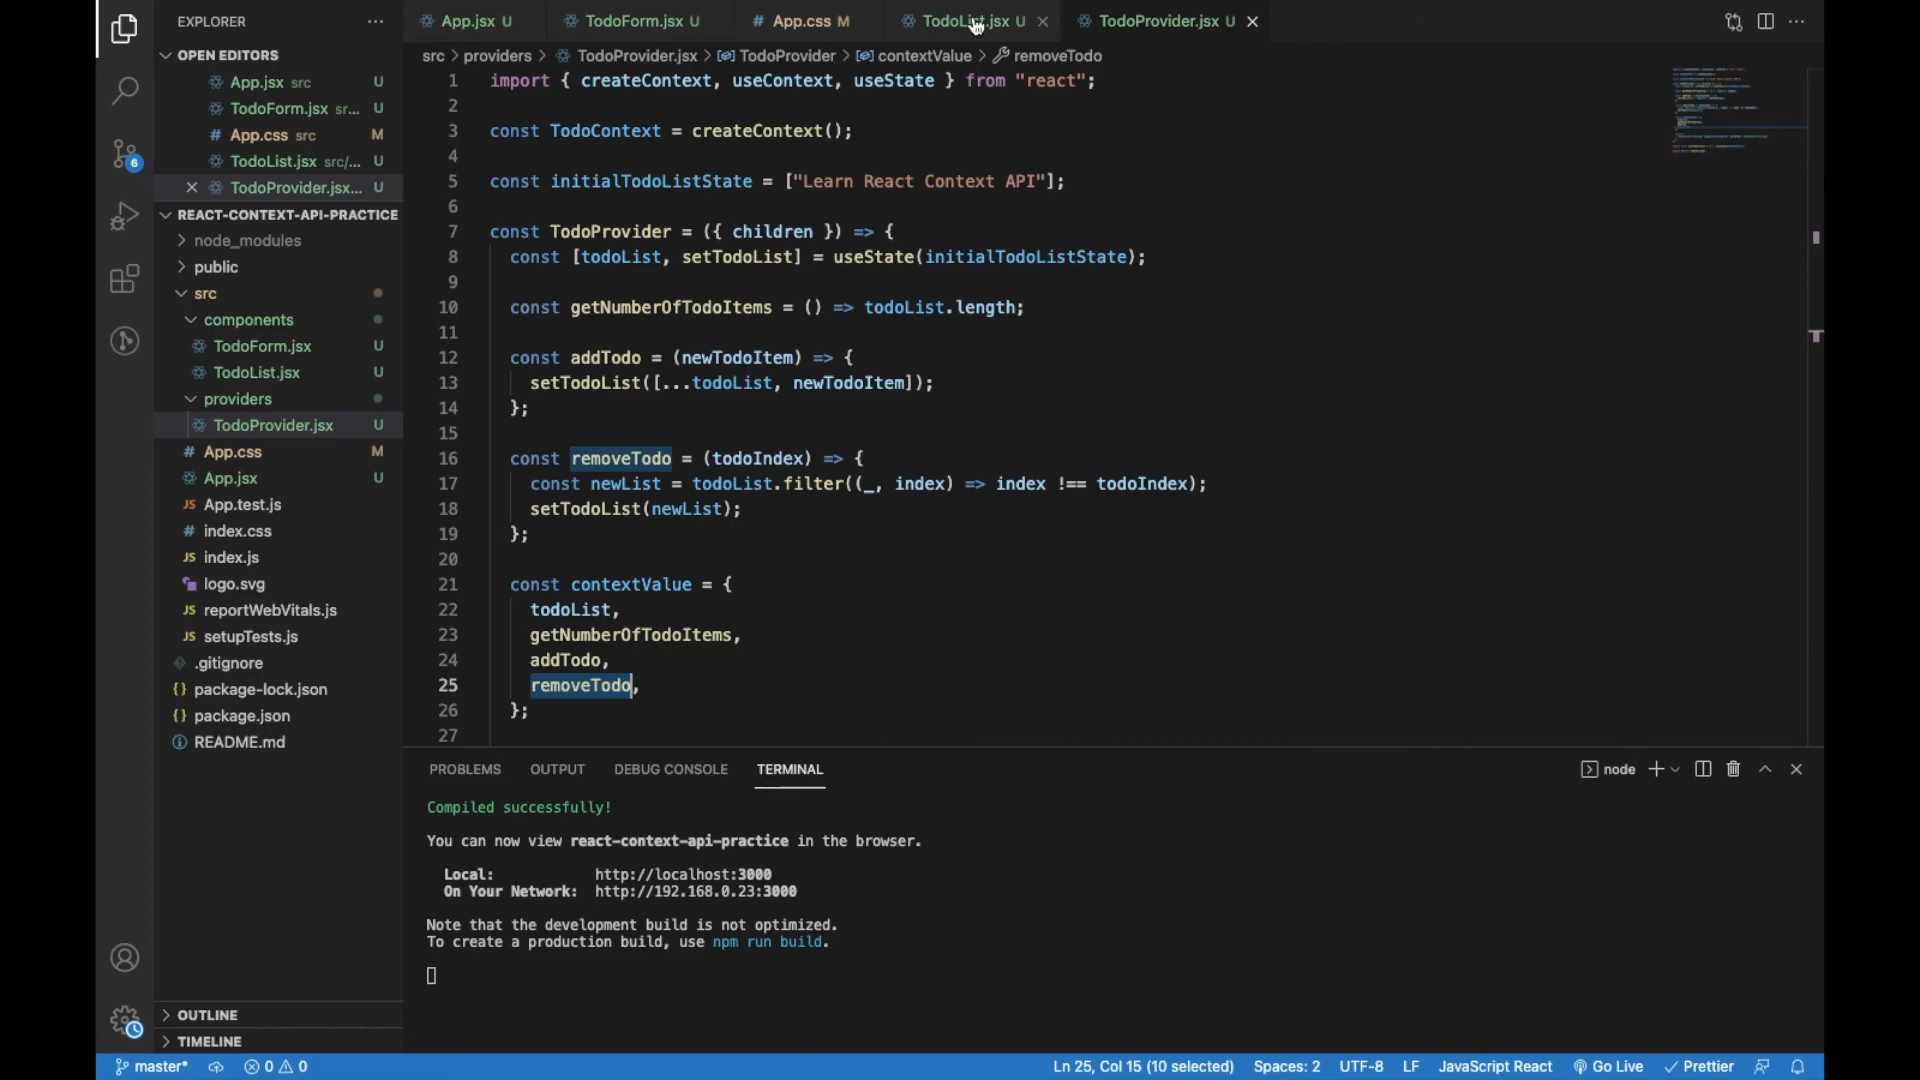 EXPLORER
OPEN EDITORS
App.jsx src U
TodoForm.jsx sr... U
App.css src M
TodoList.jsx src/... U
TodoProvider.jsx... U
REACT-CONTEXT-API-PRACTICE
node_modules
public
src
components
TodoForm.jsx U
TodoList.jsx U
providers
TodoProvider.jsx U
App.css M
App.jsx U
JS App.test.js
# index.css
JS index.js
logo.svg
JS reportWebVitals.js
JS setupTests.js
.gitignore
{} package-lock.json
{} package.json
README.md
OUTLINE
TIMELINE
6
App.jsx U TodoForm.jsx U # App.css M TodoList.jsx U TodoProvider.jsx U
src > providers > TodoProvider.jsx > TodoProvider > contextValue > removeTodo
1 import { createContext, useContext, useState } from "react";
2
3 const TodoContext = createContext();
4
5 const initialTodoListState = ["Learn React Context API"];
6
7 const TodoProvider = ({ children }) => {
8 const [todoList, setTodoList] = useState(initialTodoListState);
9
10 const getNumberOfTodoItems = () => todoList.length;
11
12 const addTodo = (newTodoItem) => {
13 setTodoList([...todoList, newTodoItem]);
14 };
15
16 const removeTodo = (todoIndex) => {
17 const newList = todoList.filter((_, index) => index !== todoIndex);
18 setTodoList(newList);
19 };
20
21 const contextValue = {
22 todoList,
23 getNumberOfTodoItems,
24 addTodo,
25 removeTodo,
26 };
27
PROBLEMS OUTPUT DEBUG CONSOLE TERMINAL node
Compiled successfully!
You can now view react-context-api-practice in the browser.
Local: http://localhost:3000
On Your Network: http://192.168.0.23:3000
Note that the development build is not optimized.
To create a production build, use npm run build.
master* 0 0 Ln 25, Col 15 (10 selected) Spaces: 2 UTF-8 LF JavaScript React Go Live Prettier